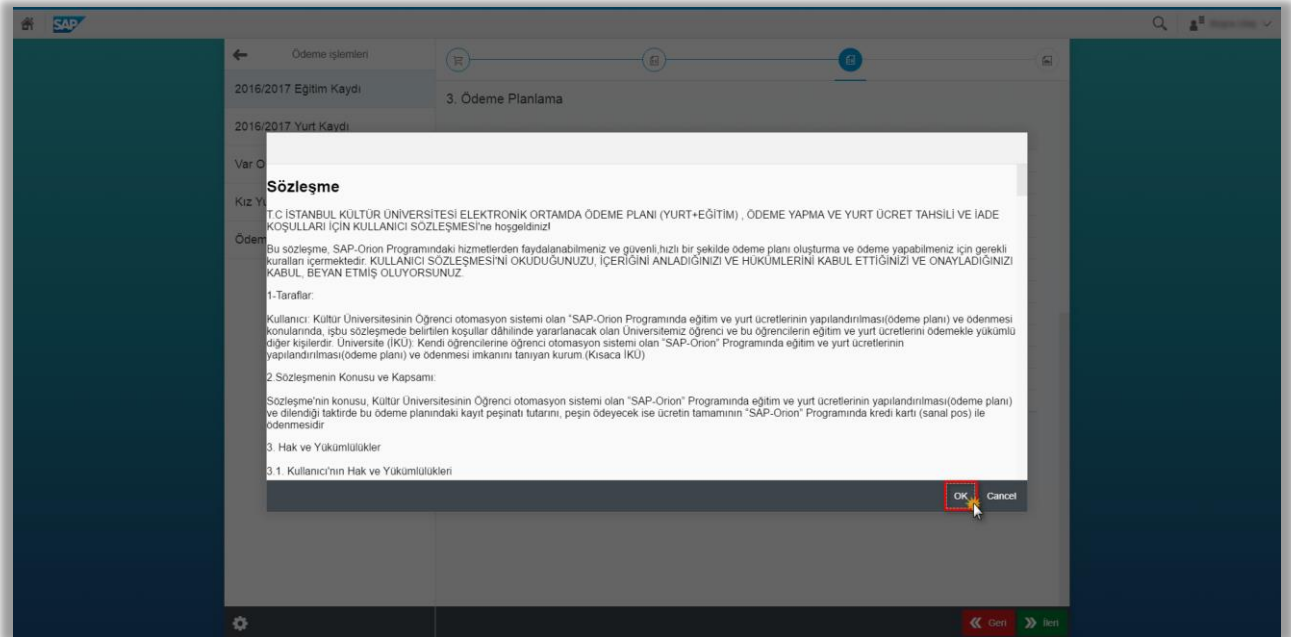 SAP
Ödeme işlemleri
2016/2017 Eğitim Kaydı
3. Ödeme Planlama
2016/2017 Yurt Kaydı
Var O
Kız Yu
Ödem
Sözleşme
T.C İSTANBUL KÜLTÜR ÜNİVERSİTESİ ELEKTRONİK ORTAMDA ÖDEME PLANI (YURT+EĞİTİM) , ÖDEME YAPMA VE YURT ÜCRET TAHSİLİ VE İADE
KOŞULLARI İÇİN KULLANICI SÖZLEŞMESİ'ne hoşgeldiniz!
Bu sözleşme, SAP-Orion Programındaki hizmetlerden faydalanabilmeniz ve güvenli,hızlı bir şekilde ödeme planı oluşturma ve ödeme yapabilmeniz için gerekli
kuralları içermektedir. KULLANICI SÖZLEŞMESİ'Nİ OKUDUĞUNUZU, İÇERİĞİNİ ANLADIĞINIZI VE HÜKÜMLERİNİ KABUL ETTİĞİNİZİ VE ONAYLADIĞINIZI
KABUL, BEYAN ETMİŞ OLUYORSUNUZ.
1-Taraflar:
Kullanıcı: Kültür Üniversitesinin Öğrenci otomasyon sistemi olan "SAP-Orion Programında eğitim ve yurt ücretlerinin yapılandırılması(ödeme planı) ve ödenmesi
konularında, işbu sözleşmede belirtilen koşullar dâhilinde yararlanacak olan Üniversitemiz öğrenci ve bu öğrencilerin eğitim ve yurt ücretlerini ödemekle yükümlü
diğer kişilerdir. Üniversite (İKÜ): Kendi öğrencilerine öğrenci otomasyon sistemi olan "SAP-Orion" Programında eğitim ve yurt ücretlerinin
yapılandırılması(ödeme planı) ve ödenmesi imkanını tanıyan kurum.(Kısaca İKÜ)
2.Sözleşmenin Konusu ve Kapsamı:
Sözleşme'nin konusu, Kültür Üniversitesinin Öğrenci otomasyon sistemi olan "SAP-Orion" Programında eğitim ve yurt ücretlerinin yapılandırılması(ödeme planı)
ve dilendiği taktirde bu ödeme planındaki kayıt peşinatı tutarını, peşin ödeyecek ise ücretin tamamının "SAP-Orion" Programında kredi kartı (sanal pos) ile
ödenmesidir
3. Hak ve Yükümlülükler
3.1. Kullanıcı'nın Hak ve Yükümlülükleri
OK Cancel
Geri İleri